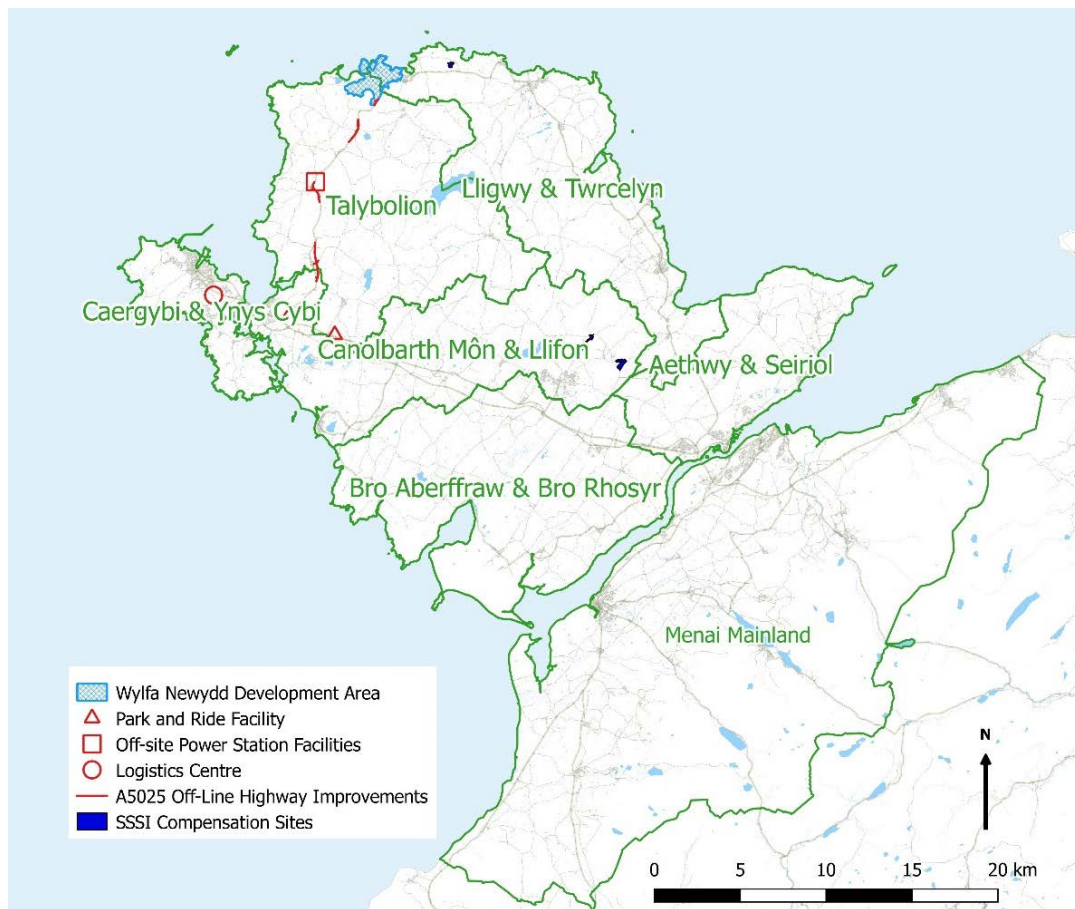 Lligwy & Twrcelyn
Talybolion
Caergybi & Ynys Cybi
Canolbarth Môn & Llifon
Aethwy & Seiriol
Bro Aberffraw & Bro Rhosyr
Menai Mainland
Wylfa Newydd Development Area
Park and Ride Facility
Off-site Power Station Facilities
Logistics Centre
A5025 Off-Line Highway Improvements
SSSI Compensation Sites
N
0 5 10 15 20 km